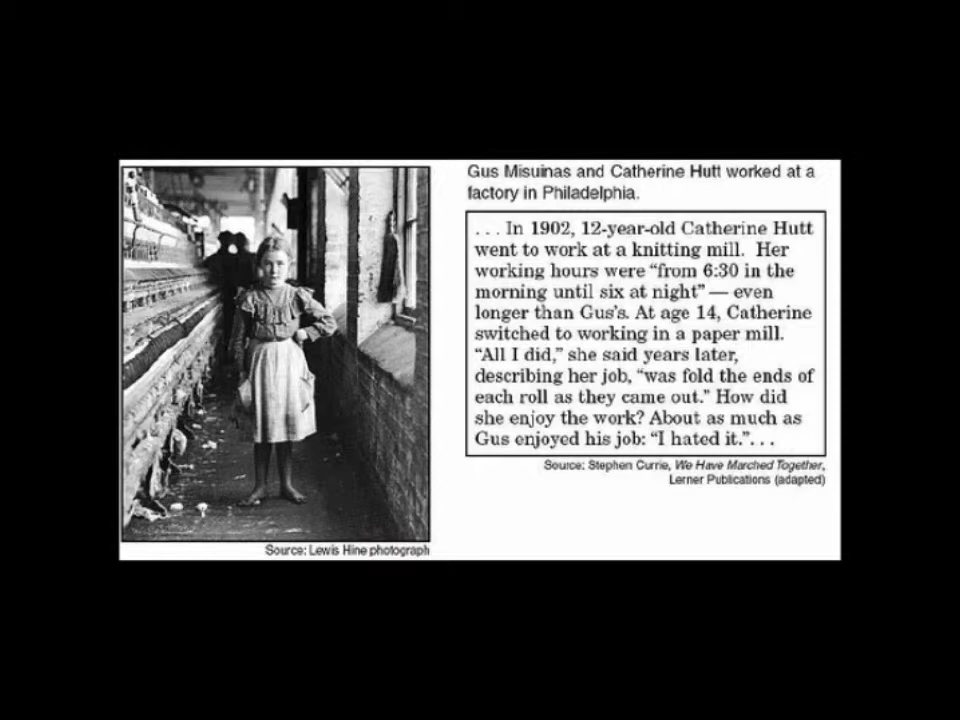 Gus Misuinas and Catherine Hutt worked at a
factory in Philadelphia.
. . . In 1902, 12-year-old Catherine Hutt
went to work at a knitting mill. Her
working hours were “from 6:30 in the
morning until six at night” — even
longer than Gus's. At age 14, Catherine
switched to working in a paper mill.
“All I did,” she said years later,
describing her job, “was fold the ends of
each roll as they came out.” How did
she enjoy the work? About as much as
Gus enjoyed his job: “I hated it.”. . .
Source: Stephen Currie, We Have Marched Together,
Lerner Publications (adapted)
Source: Lewis Hine photograph